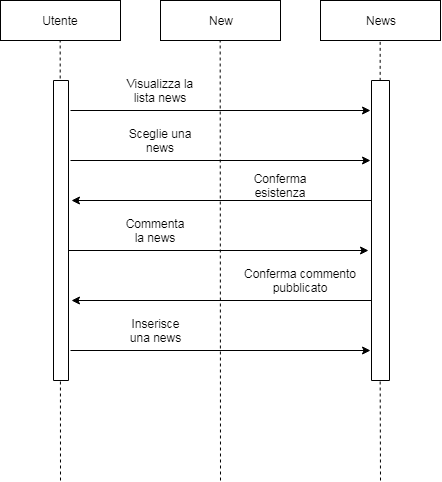 Utente
New
News
Visualizza la
lista news
Sceglie una
news
Conferma
esistenza
Commenta
la news
Conferma commento
pubblicato
Inserisce
una news